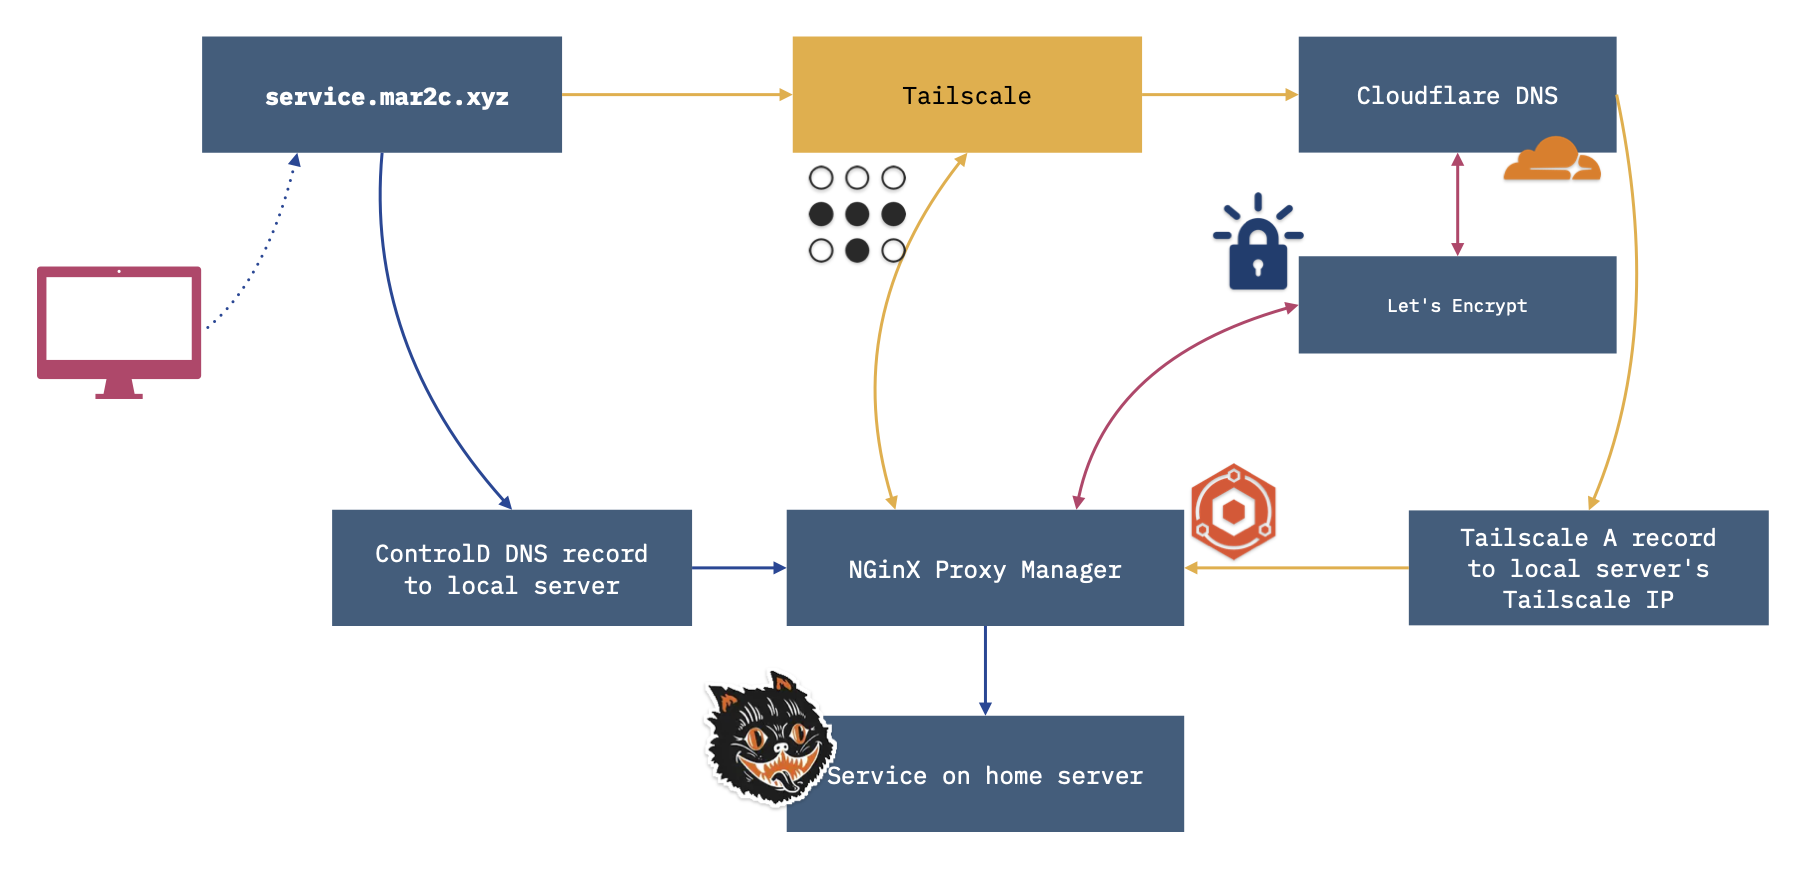 service.mar2c.xyz
Tailscale
Cloudflare DNS
Let's Encrypt
ControlD DNS record
to local server
NGinX Proxy Manager
Tailscale A record
to local server's
Tailscale IP
Service on home server